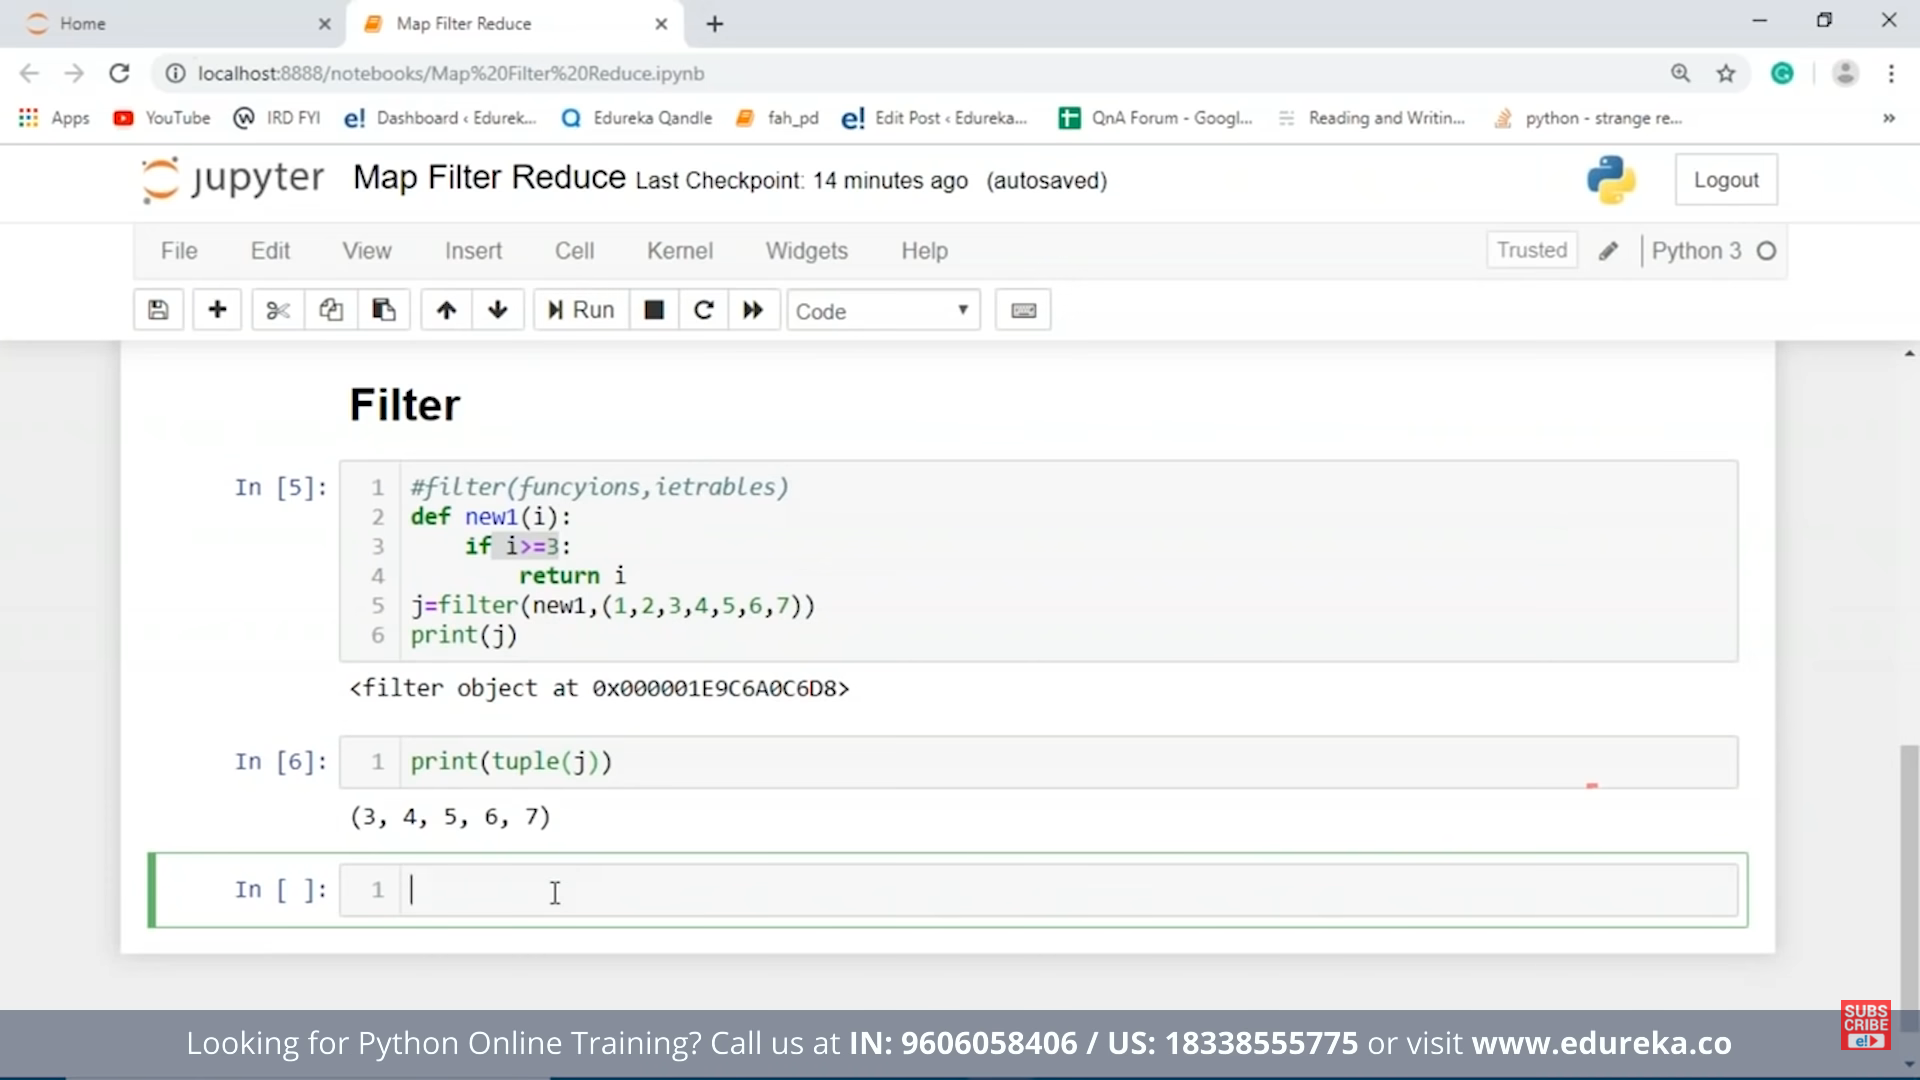 Home
Map Filter Reduce
localhost:8888/notebooks/Map%20Filter%20Reduce.ipynb
Apps YouTube IRD FYI Dashboard ‹ Edurek... Edureka Qandle fah_pd Edit Post ‹ Edureka... QnA Forum - Googl... Reading and Writin... python - strange re... »
jupyter Map Filter Reduce Last Checkpoint: 14 minutes ago (autosaved) Logout
File Edit View Insert Cell Kernel Widgets Help Trusted Python 3
Run Code
Filter
In [5]:
1 #filter(funcyions,ietrables)
2 def new1(i):
3 if i>=3:
4 return i
5 j=filter(new1,(1,2,3,4,5,6,7))
6 print(j)
<filter object at 0x000001E9C6A0C6D8>
In [6]: 1 print(tuple(j))
(3, 4, 5, 6, 7)
In [ ]: 1
Looking for Python Online Training? Call us at IN: 9606058406 / US: 18338555775 or visit www.edureka.co
SUBS
CRIBE
e!